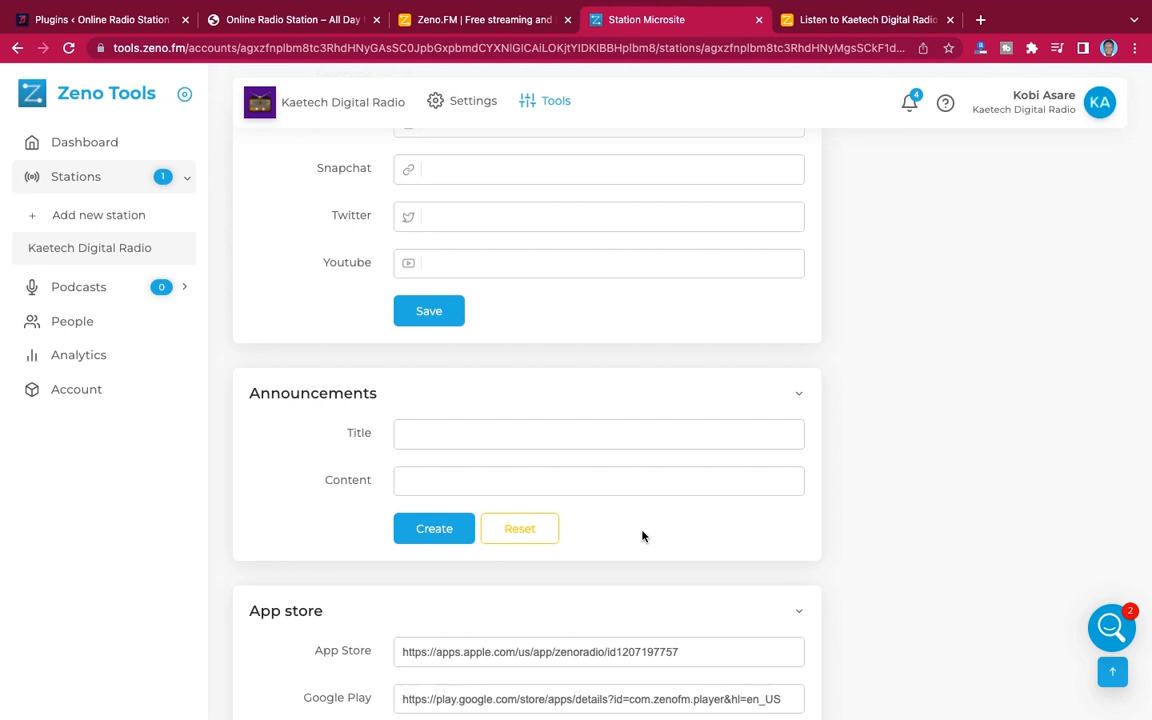 Plugins ‹ Online Radio Station
Online Radio Station – All Day
Zeno.FM | Free streaming and
Station Microsite
Listen to Kaetech Digital Radio
tools.zeno.fm/accounts/agxzfnplbm8tc3RhdHNyGAsSC0JpbGxpbmdCYXNlGICAiLOKjtYIDKIBBHplbm8/stations/agxzfnplbm8tc3RhdHNyMgsSCkF1d...
Zeno Tools
Dashboard
Stations 1
+ Add new station
Kaetech Digital Radio
Podcasts 0
People
Analytics
Account
Kaetech Digital Radio
Settings
Tools
4
Kobi Asare
Kaetech Digital Radio
KA
Snapchat
Twitter
Youtube
Save
Announcements
Title
Content
Create
Reset
App store
App Store https://apps.apple.com/us/app/zenoradio/id1207197757
Google Play https://play.google.com/store/apps/details?id=com.zenofm.player&hl=en_US
2